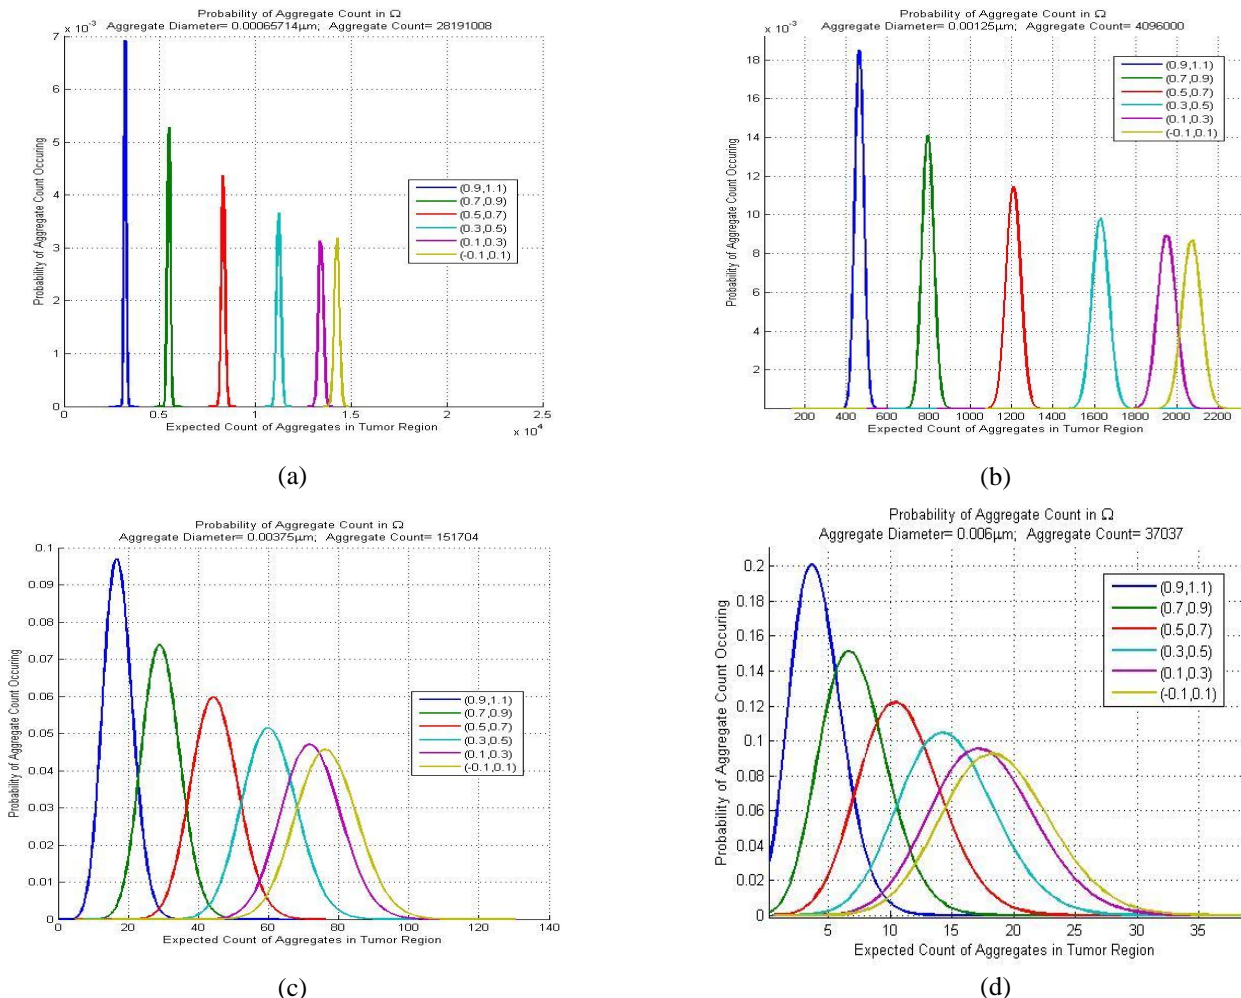 Probability of Aggregate Count in Ω
Aggregate Diameter= 0.00065714μm; Aggregate Count= 28191008
x 10⁻³
7
6
5
4
3
2
1
0
Probability of Aggregate Count Occuring
(0.9,1.1)
(0.7,0.9)
(0.5,0.7)
(0.3,0.5)
(0.1,0.3)
(-0.1,0.1)
0 0.5 1 1.5 2 2.5
Expected Count of Aggregates in Tumor Region
x 10⁴
(a)
Probability of Aggregate Count in Ω
Aggregate Diameter= 0.00125μm; Aggregate Count= 4096000
x 10⁻³
18
16
14
12
10
8
6
4
2
Probability of Aggregate Count Occuring
(0.9,1.1)
(0.7,0.9)
(0.5,0.7)
(0.3,0.5)
(0.1,0.3)
(-0.1,0.1)
200 400 600 800 1000 1200 1400 1600 1800 2000 2200
Expected Count of Aggregates in Tumor Region
(b)
Probability of Aggregate Count in Ω
Aggregate Diameter= 0.00375μm; Aggregate Count= 151704
0.1
0.09
0.08
0.07
0.06
0.05
0.04
0.03
0.02
0.01
0
Probability of Aggregate Count Occuring
(0.9,1.1)
(0.7,0.9)
(0.5,0.7)
(0.3,0.5)
(0.1,0.3)
(-0.1,0.1)
0 20 40 60 80 100 120 140
Expected Count of Aggregates in Tumor Region
(c)
Probability of Aggregate Count in Ω
Aggregate Diameter= 0.006μm; Aggregate Count= 37037
0.2
0.18
0.16
0.14
0.12
0.1
0.08
0.06
0.04
0.02
0
Probability of Aggregate Count Occuring
(0.9,1.1)
(0.7,0.9)
(0.5,0.7)
(0.3,0.5)
(0.1,0.3)
(-0.1,0.1)
5 10 15 20 25 30 35
Expected Count of Aggregates in Tumor Region
(d)